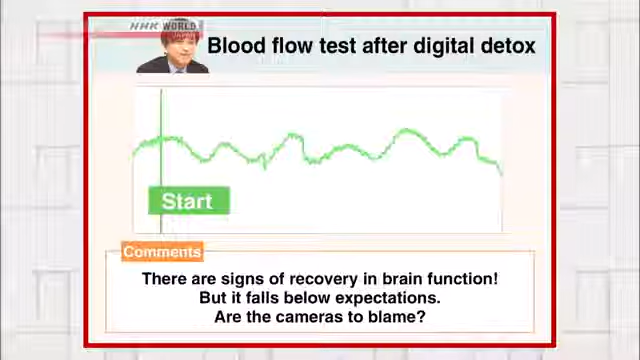 NHK WORLD
JAPAN
Blood flow test after digital detox
Start
Comments
There are signs of recovery in brain function!
But it falls below expectations.
Are the cameras to blame?